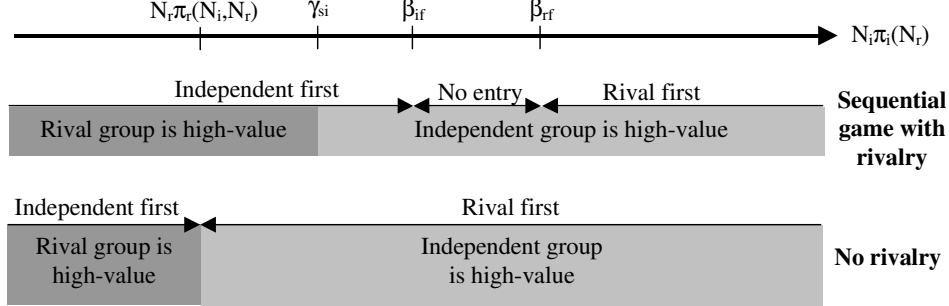 Nᵣπᵣ(Nᵢ,Nᵣ) γₛᵢ β_if β_rf
Nᵢπᵢ(Nᵣ)
Independent first No entry Rival first
Rival group is high-value Independent group is high-value
Sequential
game with
rivalry
Independent first Rival first
Rival group is
high-value
Independent group
is high-value
No rivalry